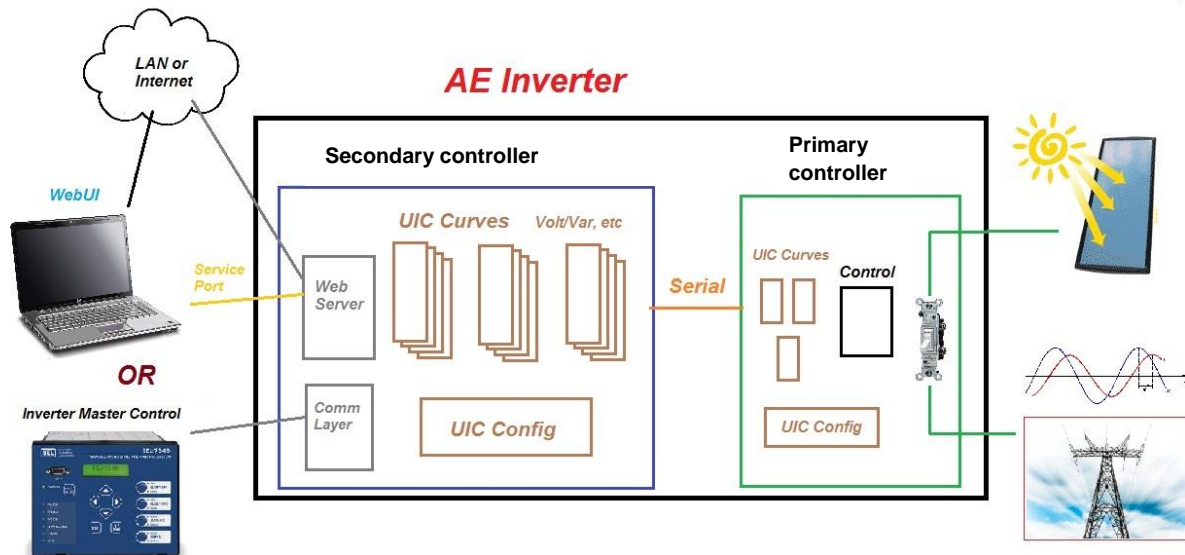 LAN or
Internet
AE Inverter
Secondary controller
Primary
controller
WebUI
UIC Curves
Volt/Var, etc
UIC Curves
Control
Service
Port
Web
Server
Serial
OR
Inverter Master Control
Comm
Layer
UIC Config
UIC Config
SEL